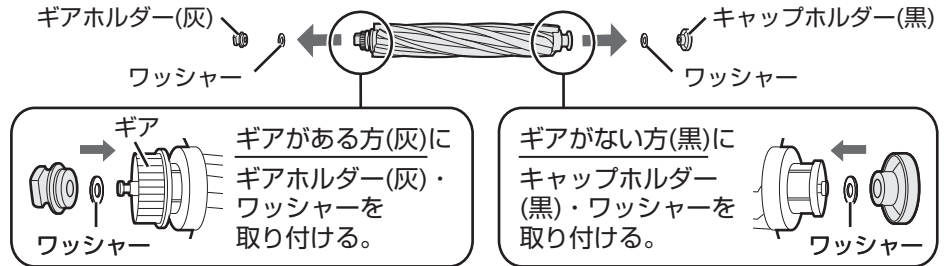 ギアホルダー(灰)
ワッシャー
キャップホルダー(黒)
ワッシャー
ギア
ワッシャー
ギアがある方(灰)に
ギアホルダー(灰)・
ワッシャーを
取り付ける。
ギアがない方(黒)に
キャップホルダー
(黒)・ワッシャーを
取り付ける。
ワッシャー